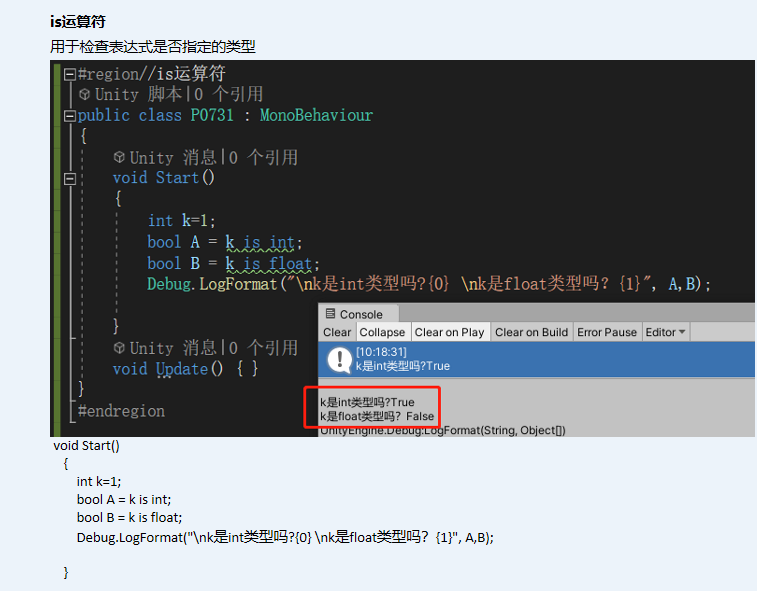 is运算符
用于检查表达式是否指定的类型
#region//is运算符
Unity 脚本|0 个引用
public class P0731 : MonoBehaviour
{
Unity 消息|0 个引用
void Start()
{
int k=1;
bool A = k is int;
bool B = k is float;
Debug.LogFormat("\nk是int类型吗?{0} \nk是float类型吗? {1}", A,B);
}
Unity 消息|0 个引用
void Update() { }
}
#endregion
Console
Clear Collapse Clear on Play Clear on Build Error Pause Editor
[10:18:31]
k是int类型吗?True
k是int类型吗?True
k是float类型吗? False
UnityEngine.Debug:LogFormat(String, Object[])
void Start()
{
int k=1;
bool A = k is int;
bool B = k is float;
Debug.LogFormat("\nk是int类型吗?{0} \nk是float类型吗? {1}", A,B);
}